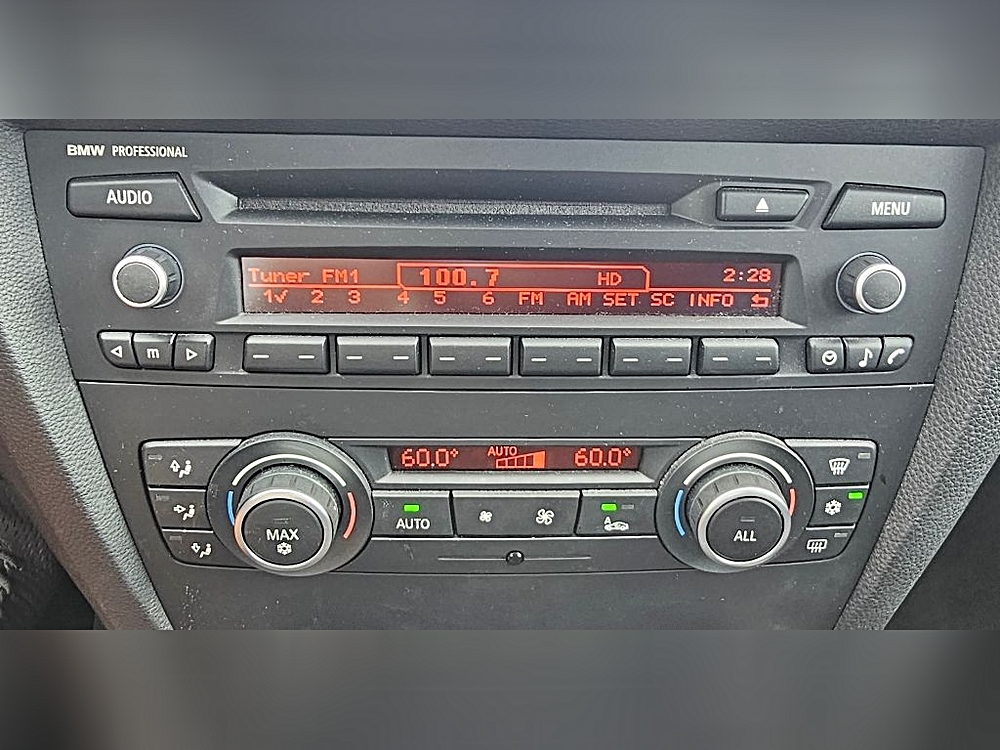 BMW PROFESSIONAL
AUDIO
MENU
Tuner FM1 100.7 HD 2:28
1✓ 2 3 4 5 6 FM AM SET SC INFO
m
60.0° AUTO 60.0°
AUTO
A
MAX
ALL